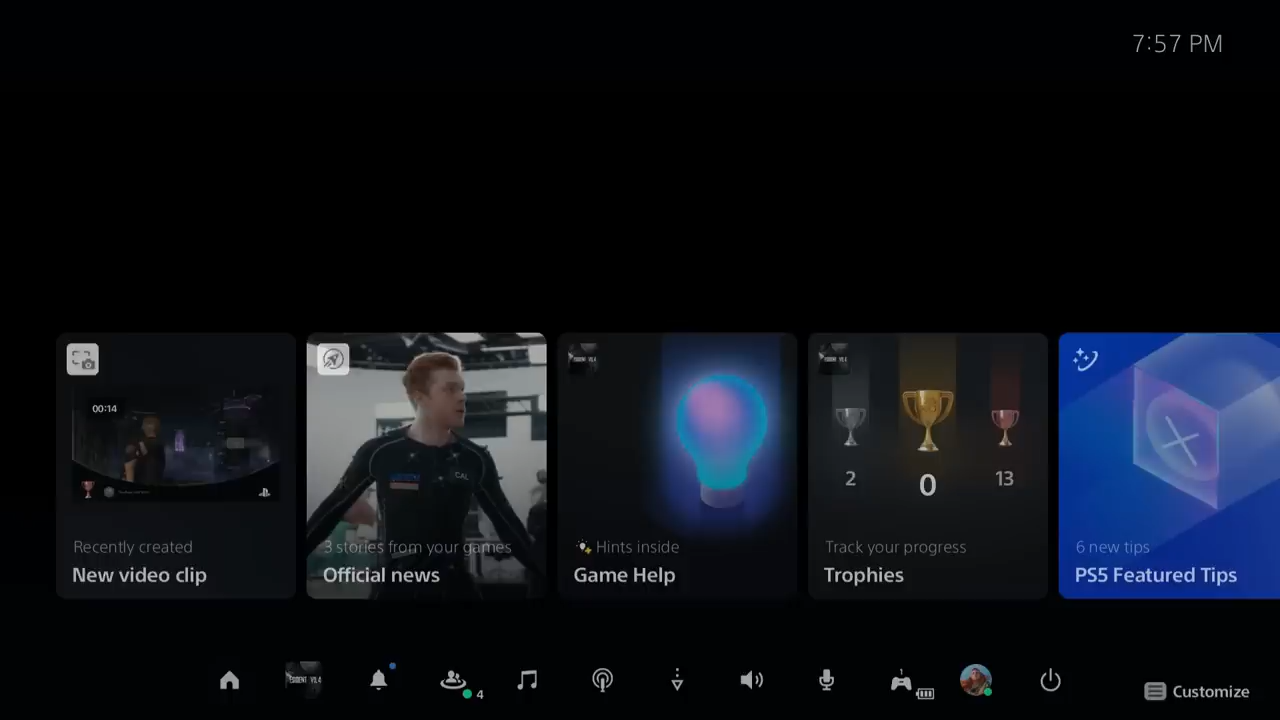 7:57 PM
00:14
Recently created
New video clip
CAL
3 stories from your games
Official news
Hints inside
Game Help
2
0
13
Track your progress
Trophies
6 new tips
PS5 Featured Tips
4
Customize